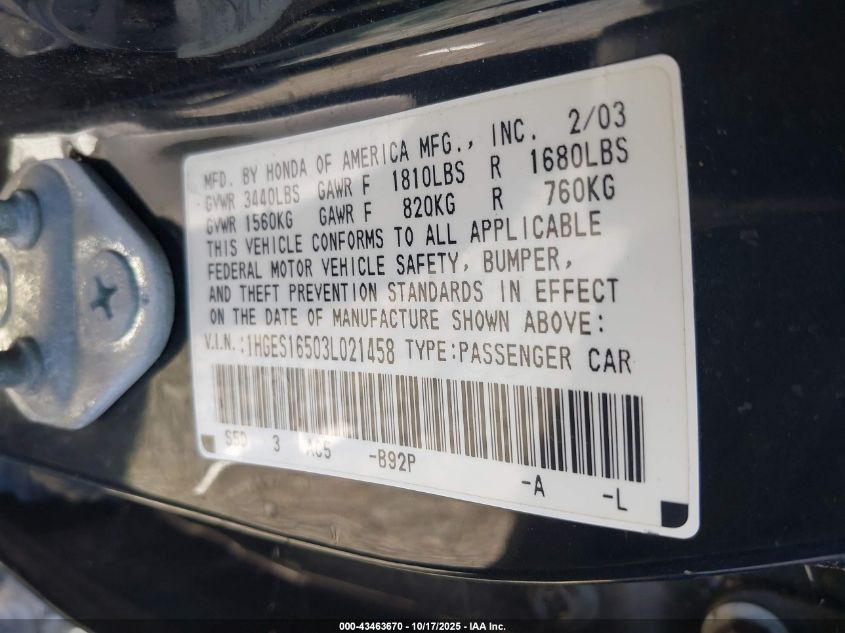 MFD. BY HONDA OF AMERICA MFG., INC. 2/03
GVWR 3440LBS GAWR F 1810LBS R 1680LBS
GVWR 1560KG GAWR F 820KG R 760KG
THIS VEHICLE CONFORMS TO ALL APPLICABLE
FEDERAL MOTOR VEHICLE SAFETY, BUMPER,
AND THEFT PREVENTION STANDARDS IN EFFECT
ON THE DATE OF MANUFACTURE SHOWN ABOVE:
V.I.N.:1HGES16503L021458 TYPE:PASSENGER CAR
S5D 3 AC5 -B92P -A -L
000-43463670 - 10/17/2025 - IAA Inc.